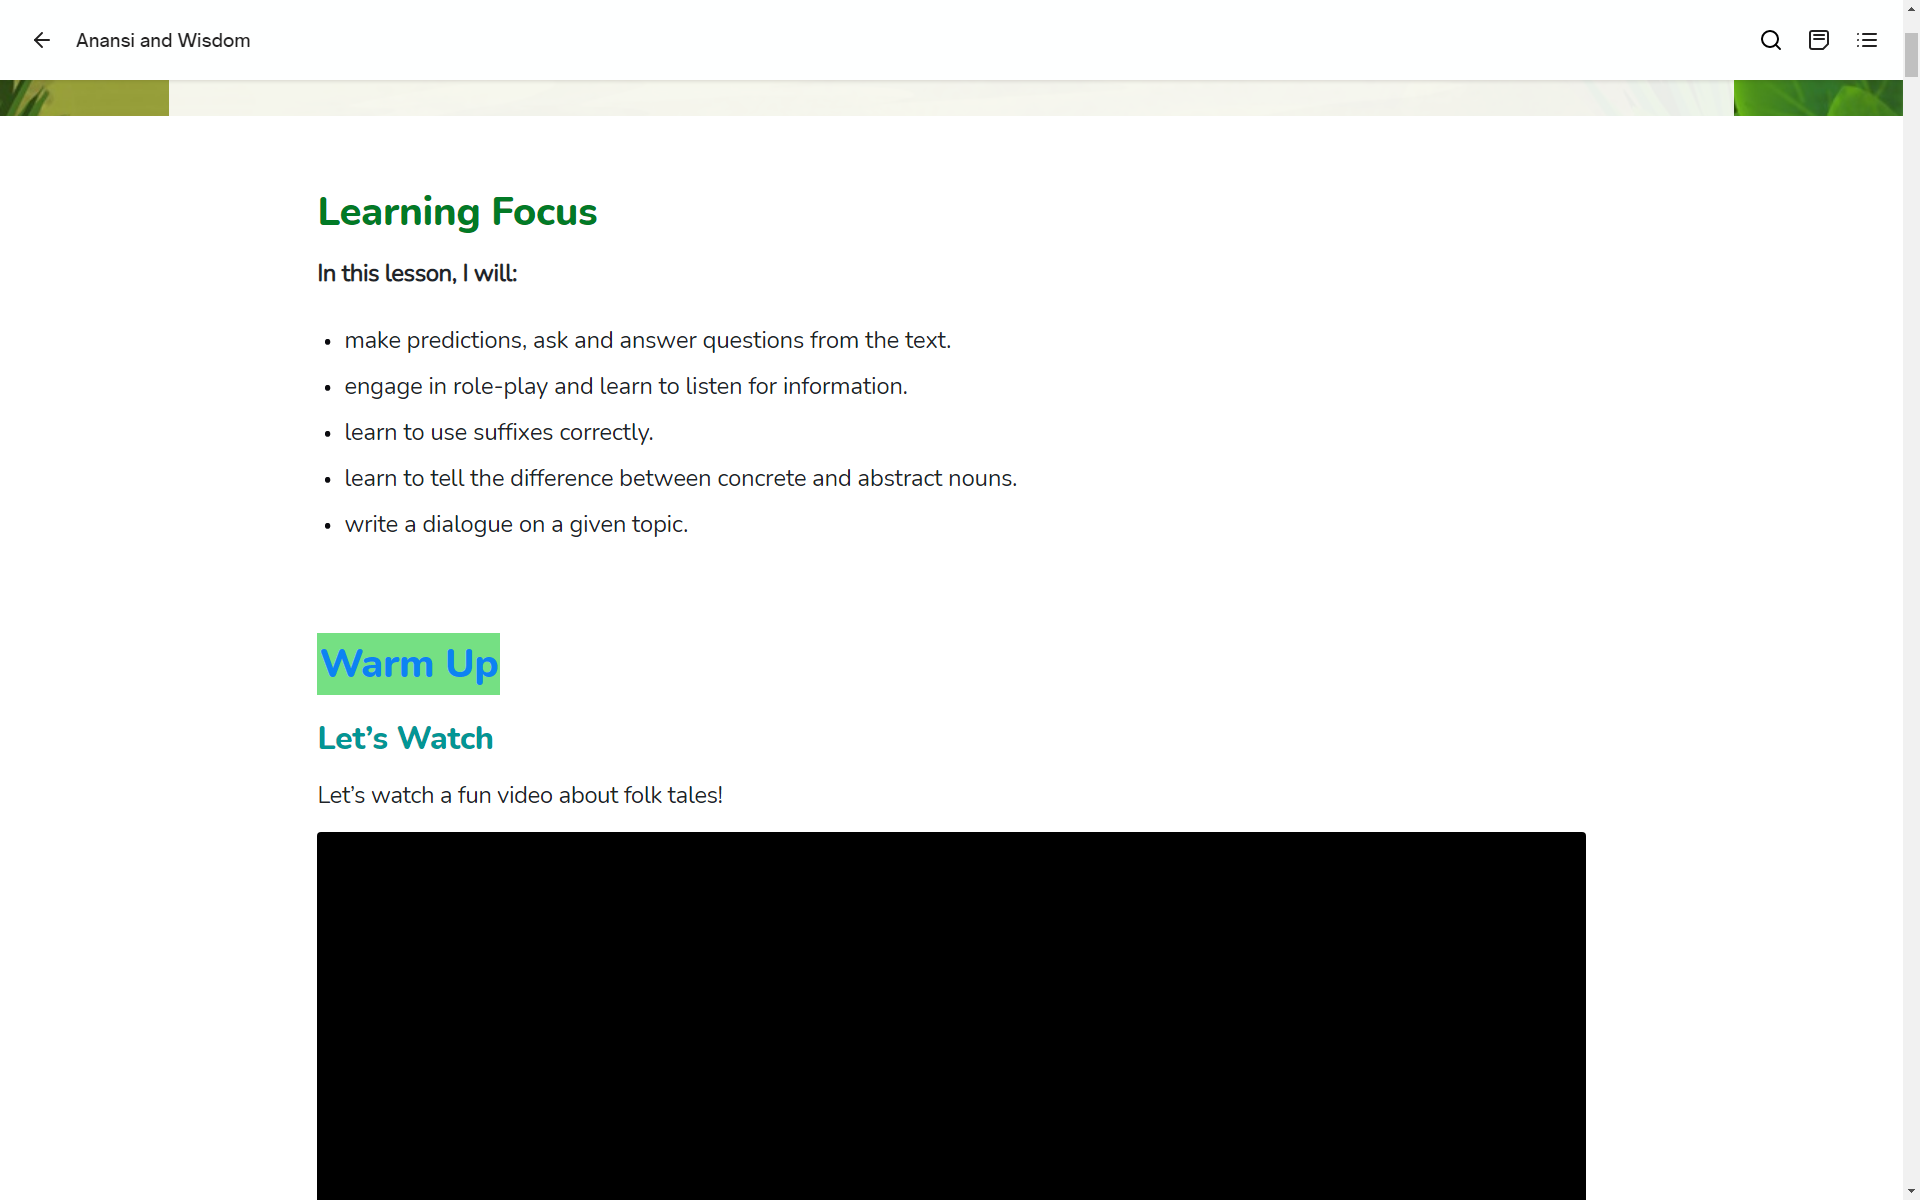 Anansi and Wisdom
Learning Focus
In this lesson, I will:
• make predictions, ask and answer questions from the text.
• engage in role-play and learn to listen for information.
• learn to use suffixes correctly.
• learn to tell the difference between concrete and abstract nouns.
• write a dialogue on a given topic.
Warm Up
Let’s Watch
Let’s watch a fun video about folk tales!